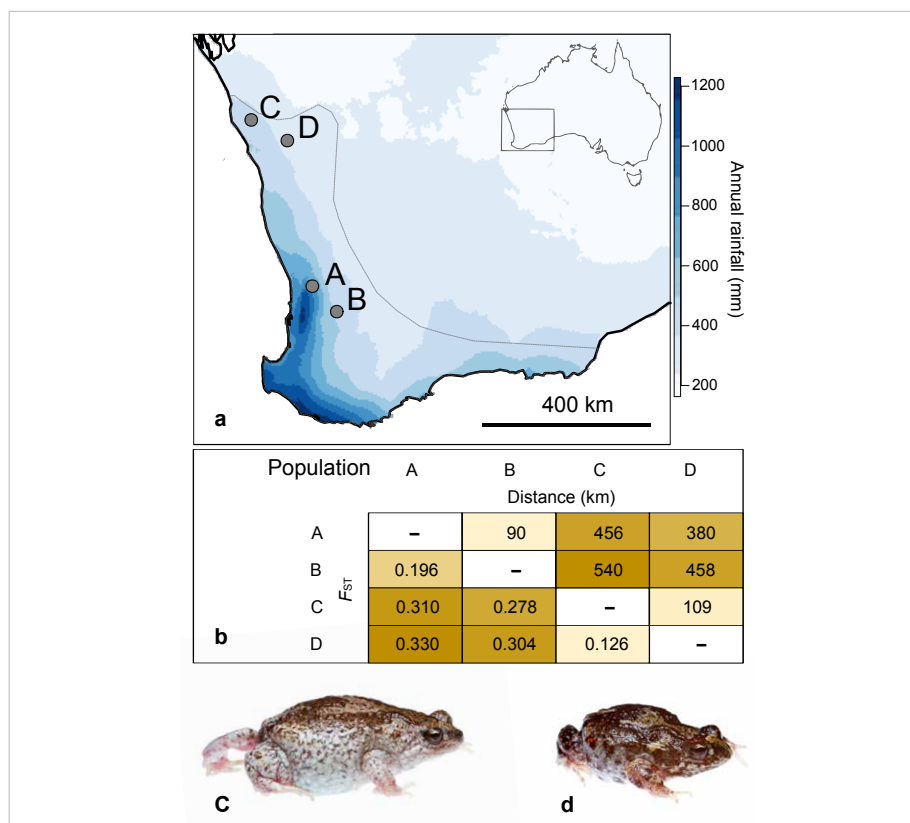 C
D
A
B
1200
1000
800
600
400
200
Annual rainfall (mm)
400 km
a
Population A B C D
Distance (km)
A – 90 456 380
B 0.196 – 540 458
C 0.310 0.278 – 109
D 0.330 0.304 0.126 –
FST
b
C
d